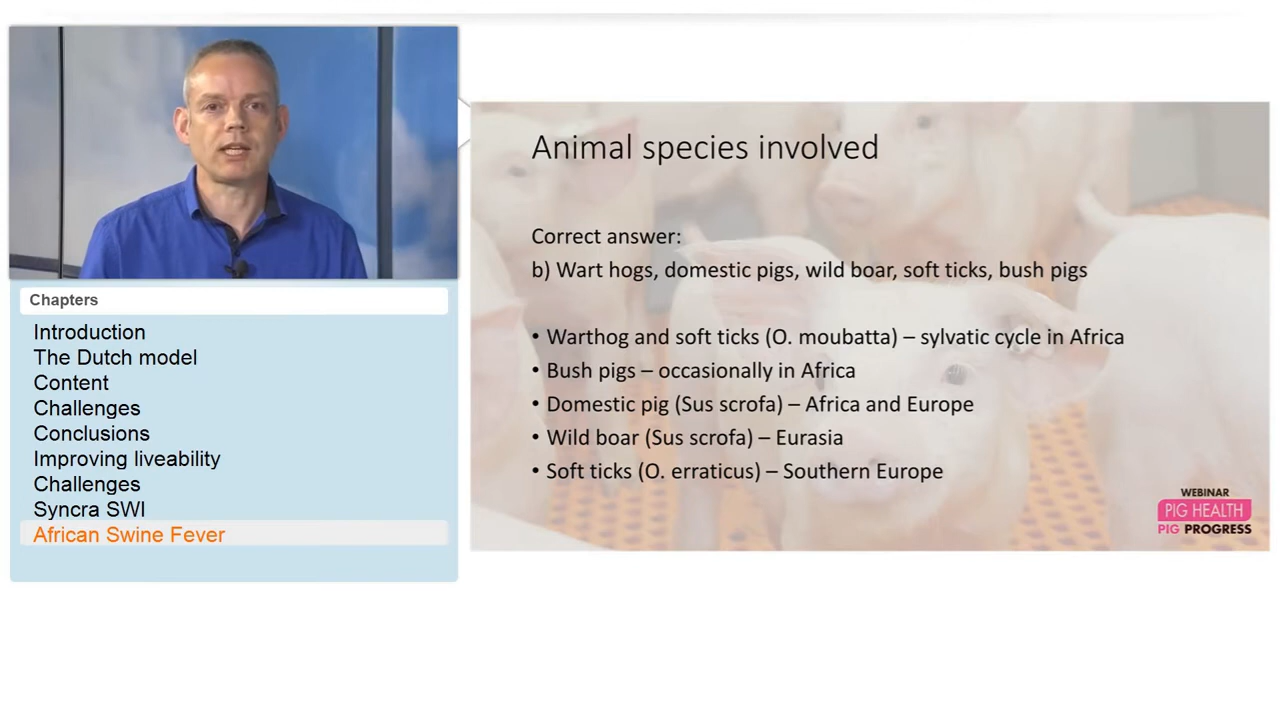 Chapters
Introduction
The Dutch model
Content
Challenges
Conclusions
Improving liveability
Challenges
Syncra SWI
African Swine Fever
Animal species involved
Correct answer:
b) Wart hogs, domestic pigs, wild boar, soft ticks, bush pigs
• Warthog and soft ticks (O. moubatta) – sylvatic cycle in Africa
• Bush pigs – occasionally in Africa
• Domestic pig (Sus scrofa) – Africa and Europe
• Wild boar (Sus scrofa) – Eurasia
• Soft ticks (O. erraticus) – Southern Europe
WEBINAR
PIG HEALTH
PIG PROGRESS